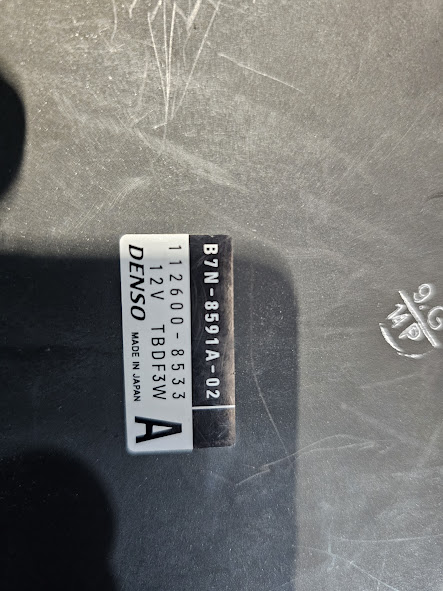 B7N-8591A-02
112600-8533
12V TBDF3W
DENSO MADE IN JAPAN
A